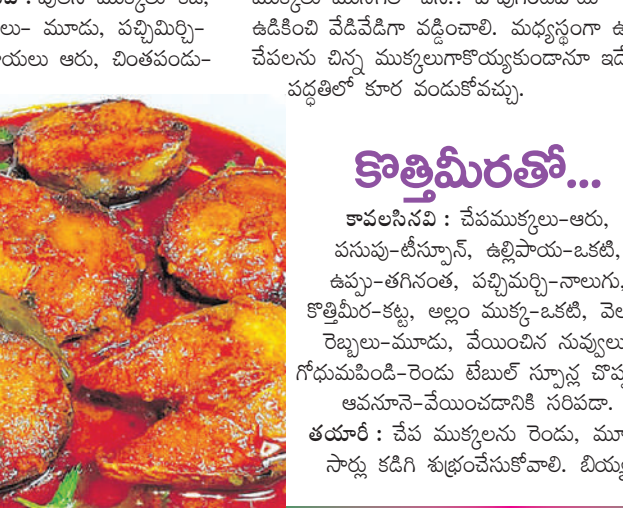 లు- మూడు, పచ్చిమిర్చి-
యలు ఆరు, చింతపండు-
ఉడికించి వేడివేడిగా వడ్డించాలి. మధ్యస్థంగా
చేపలను చిన్న ముక్కలుగాకొయ్యకుండానూ ఇదే
పద్ధతిలో కూర వండుకోవచ్చు.
కొత్తిమీరతో...
కావలసినవి : చేపముక్కలు-ఆరు,
పసుపు-టీస్పూన్, ఉల్లిపాయ-ఒకటి,
ఉప్పు-తగినంత, పచ్చిమర్చి-నాలుగు,
కొత్తిమీర-కట్ట, అల్లం ముక్క-ఒకటి,
రెబ్బలు-మూడు, వేయించిన నువ్వులు
గోధుమపిండి-రెండు టేబుల్ స్పూన్ల
ఆవనూనె-వేయించడానికి సరిపడా.
తయారీ : చేప ముక్కలను రెండు,
సార్లు కడిగి శుభ్రంచేసుకోవాలి.